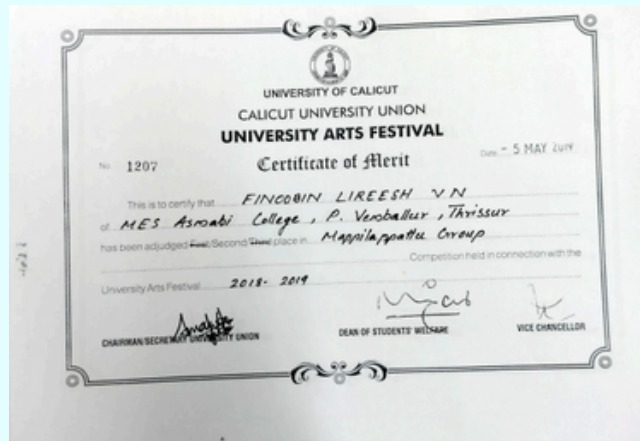 UNIVERSITY OF CALICUT
CALICUT UNIVERSITY UNION
UNIVERSITY ARTS FESTIVAL
No. 1207 Certificate of Merit Date - 5 MAY 2019
This is to certify that FINCOBIN LIREESH V N
of MES Asmabi College, P. Vemballur, Thrissur
has been adjudged First/Second/Third place in Mappilappattu Group
Competition held in connection with the
University Arts Festival 2018-2019
CHAIRMAN/SECRETARY UNIVERSITY UNION DEAN OF STUDENTS' WELFARE VICE CHANCELLOR